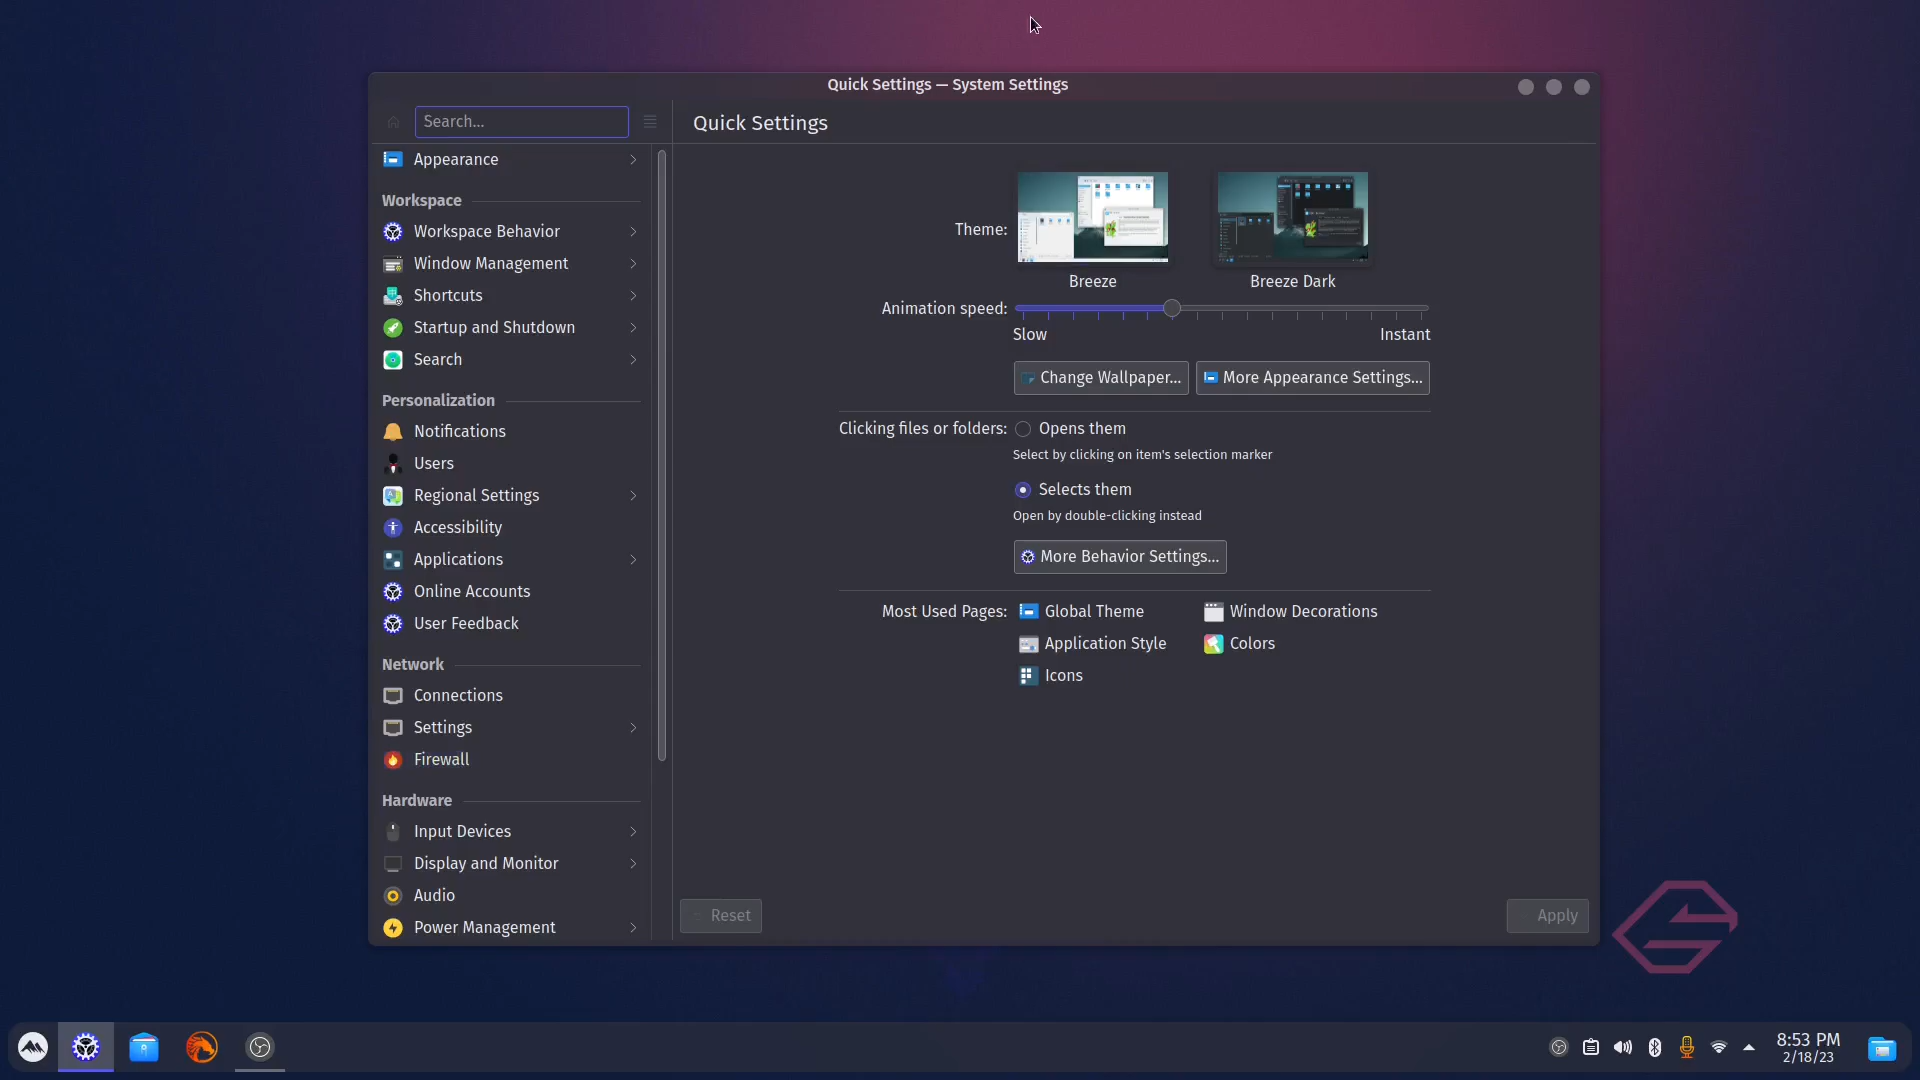 Quick Settings — System Settings
Search...
Quick Settings
Appearance
Workspace
Workspace Behavior
Window Management
Shortcuts
Startup and Shutdown
Search
Personalization
Notifications
Users
Regional Settings
Accessibility
Applications
Online Accounts
User Feedback
Network
Connections
Settings
Firewall
Hardware
Input Devices
Display and Monitor
Audio
Power Management
Theme:
Breeze
Breeze Dark
Animation speed:
Slow
Instant
Change Wallpaper...
More Appearance Settings...
Clicking files or folders:
Opens them
Select by clicking on item's selection marker
Selects them
Open by double-clicking instead
More Behavior Settings...
Most Used Pages:
Global Theme
Window Decorations
Application Style
Colors
Icons
Reset
Apply
8:53 PM
2/18/23